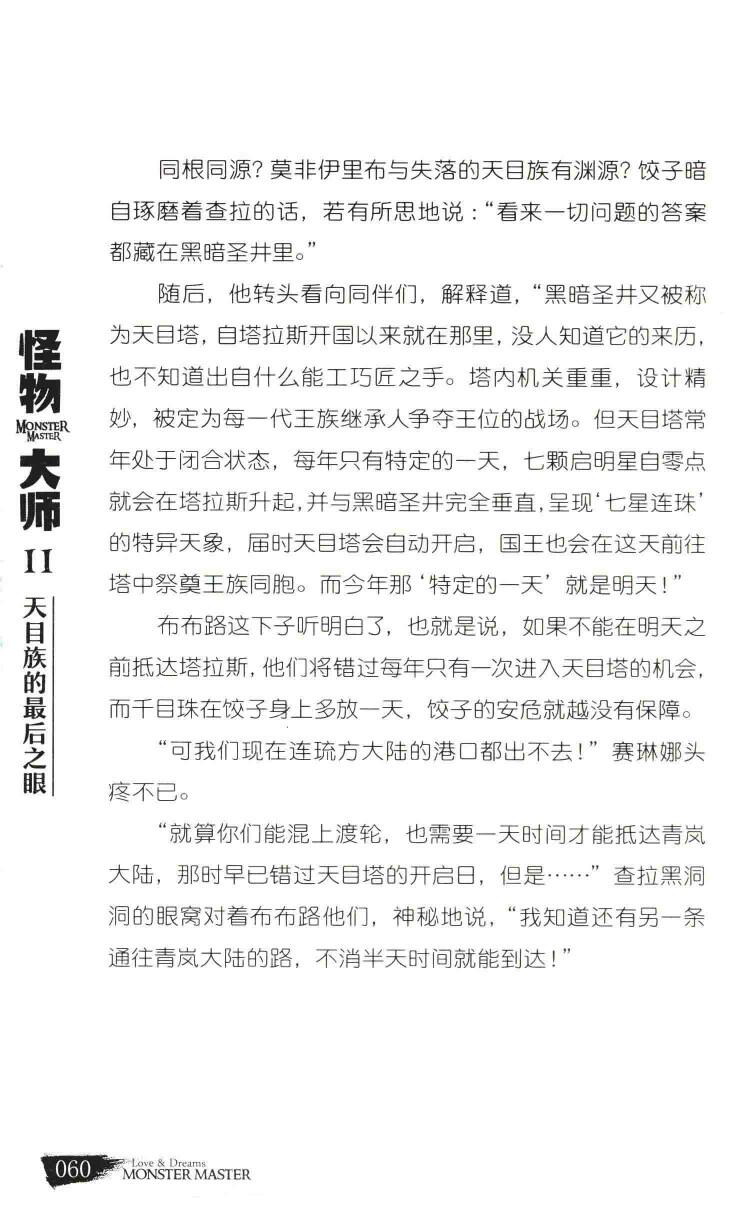 同根同源？莫非伊里布与失落的天目族有渊源？饺子暗
自琢磨着查拉的话，若有所思地说：“看来一切问题的答案
都藏在黑暗圣井里。”
随后，他转头看向同伴们，解释道，“黑暗圣井又被称
为天目塔，自塔拉斯开国以来就在那里，没人知道它的来历，
也不知道出自什么能工巧匠之手。塔内机关重重，设计精
妙，被定为每一代王族继承人争夺王位的战场。但天目塔常
年处于闭合状态，每年只有特定的一天，七颗启明星自零点
就会在塔拉斯升起，并与黑暗圣井完全垂直，呈现‘七星连珠’
的特异天象，届时天目塔会自动开启，国王也会在这天前往
塔中祭奠王族同胞。而今年那‘特定的一天’就是明天！”
布布路这下子听明白了，也就是说，如果不能在明天之
前抵达塔拉斯，他们将错过每年只有一次进入天目塔的机会，
而千目珠在饺子身上多放一天，饺子的安危就越没有保障。
“可我们现在连琉方大陆的港口都出不去！”赛琳娜头
疼不已。
“就算你们能混上渡轮，也需要一天时间才能抵达青岚
大陆，那时早已错过天目塔的开启日，但是……”查拉黑洞
洞的眼窝对着布布路他们，神秘地说，“我知道还有另一条
通往青岚大陆的路，不消半天时间就能到达！”
怪物
MONSTER
MASTER
大师
11
天目族的最后之眼
060
Love & Dreams
MONSTER MASTER